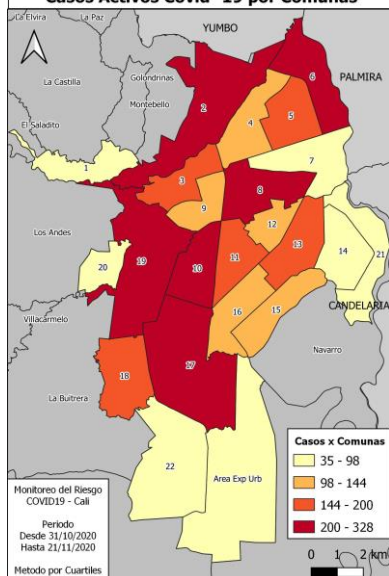 Casos Activos Covid -19 por Comunas
La Elvira
La Paz
YUMBO
PALMIRA
La Castilla
Golondrinas
Montebello
El Saladito
Los Andes
Villacarmelo
La Buitrera
CANDELARIA
Navarro
1
2
3
4
5
6
7
8
9
10
11
12
13
14
15
16
17
18
19
20
21
22
Area Exp Urb
Casos x Comunas
35 - 98
98 - 144
144 - 200
200 - 328
0 1 2 km
Monitoreo del Riesgo
COVID19 - Cali
Periodo
Desde 31/10/2020
Hasta 21/11/2020
Metodo por Cuartiles